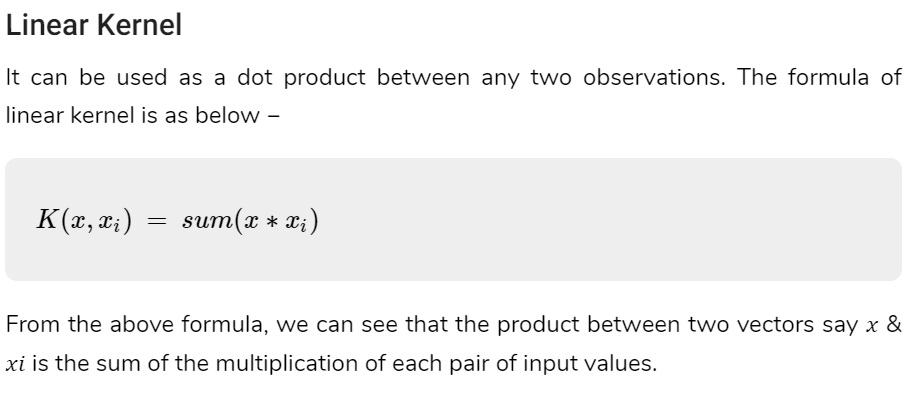 Linear Kernel
It can be used as a dot product between any two observations. The formula of
linear kernel is as below –
K(x, xᵢ) = sum(x * xᵢ)
From the above formula, we can see that the product between two vectors say x &
xi is the sum of the multiplication of each pair of input values.